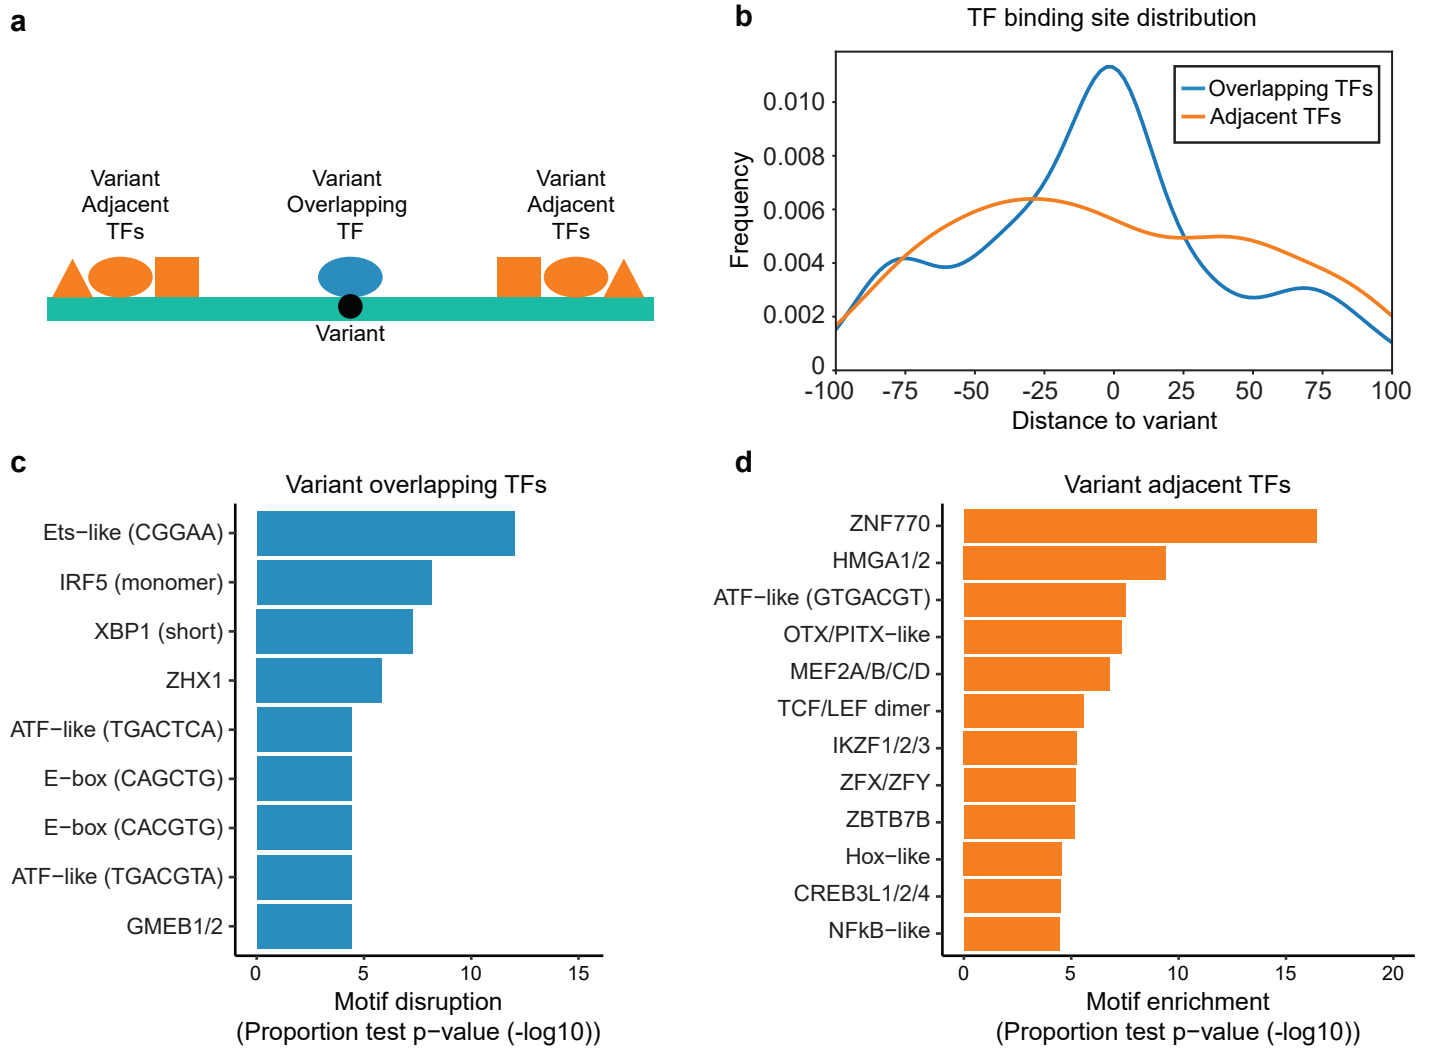 a
Variant
Adjacent
TFs
Variant
Overlapping
TF
Variant
Adjacent
TFs
Variant
b
TF binding site distribution
Overlapping TFs
Adjacent TFs
Frequency
0.010
0.008
0.006
0.004
0.002
0
-100 -75 -50 -25 0 25 50 75 100
Distance to variant
c
Variant overlapping TFs
Ets−like (CGGAA)
IRF5 (monomer)
XBP1 (short)
ZHX1
ATF−like (TGACTCA)
E−box (CAGCTG)
E−box (CACGTG)
ATF−like (TGACGTA)
GMEB1/2
0 5 10 15
Motif disruption
(Proportion test p−value (-log10))
d
Variant adjacent TFs
ZNF770
HMGA1/2
ATF−like (GTGACGT)
OTX/PITX−like
MEF2A/B/C/D
TCF/LEF dimer
IKZF1/2/3
ZFX/ZFY
ZBTB7B
Hox−like
CREB3L1/2/4
NFkB−like
0 5 10 15 20
Motif enrichment
(Proportion test p−value (-log10))